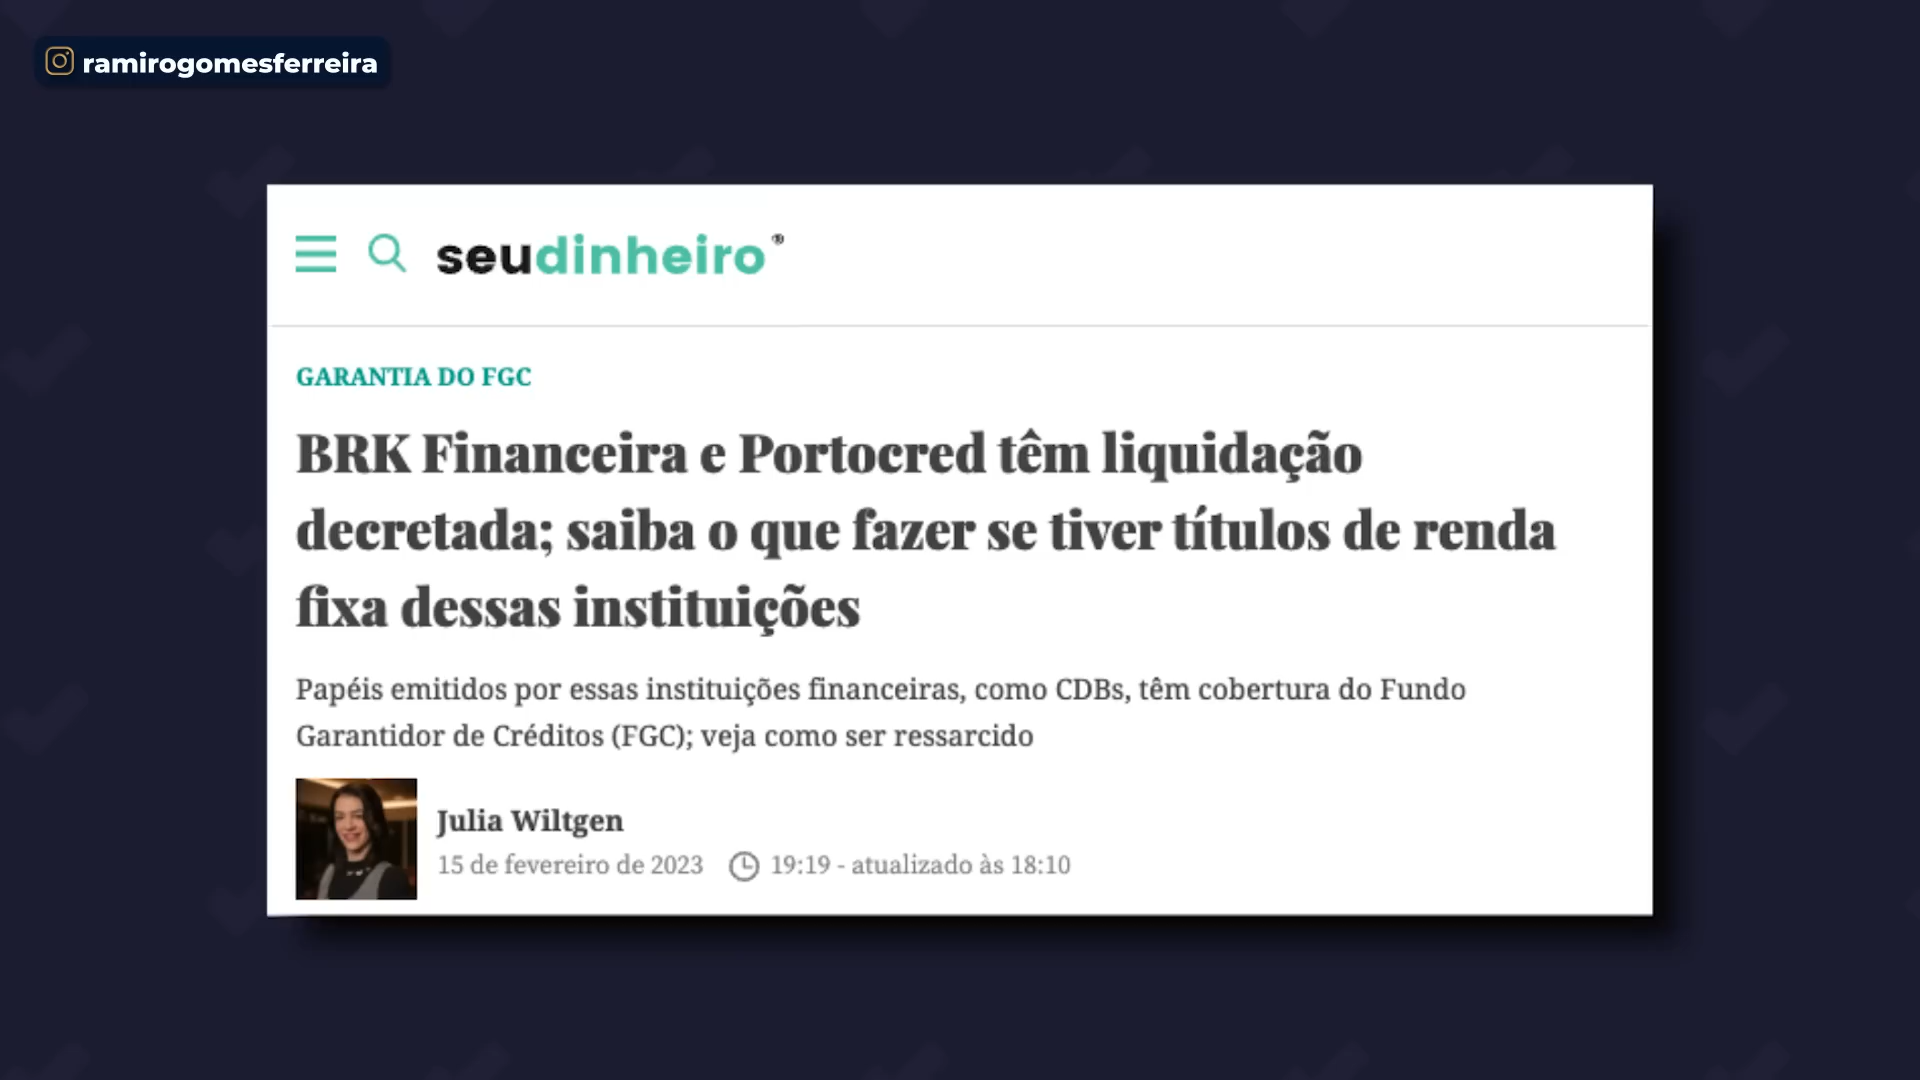 ramirogomesferreira
seudinheiro®
GARANTIA DO FGC
BRK Financeira e Portocred têm liquidação
decretada; saiba o que fazer se tiver títulos de renda
fixa dessas instituições
Papéis emitidos por essas instituições financeiras, como CDBs, têm cobertura do Fundo
Garantidor de Créditos (FGC); veja como ser ressarcido
Julia Wiltgen
15 de fevereiro de 2023 19:19 - atualizado às 18:10